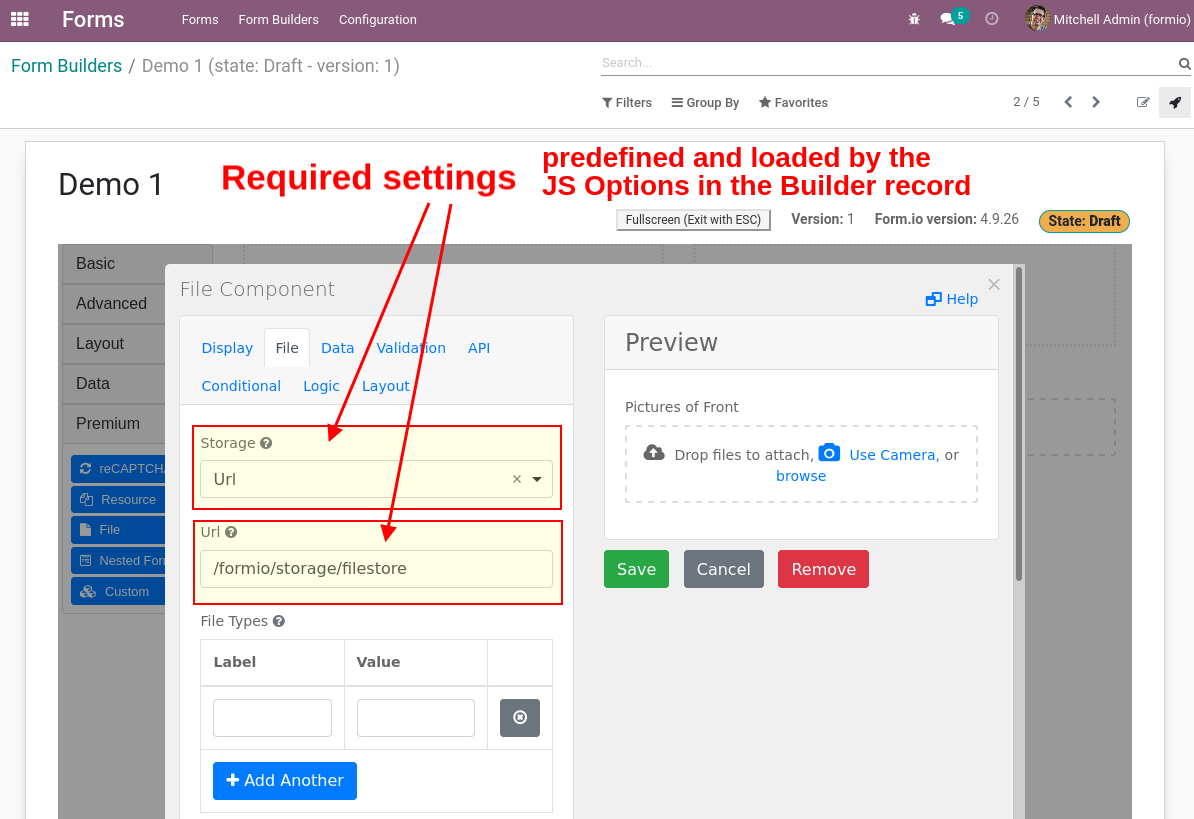 Forms
Forms Form Builders Configuration
5
Mitchell Admin (formio)
Form Builders / Demo 1 (state: Draft - version: 1)
Search...
Filters Group By Favorites
2 / 5
Demo 1
Required settings
predefined and loaded by the
JS Options in the Builder record
Fullscreen (Exit with ESC) Version: 1 Form.io version: 4.9.26 State: Draft
Basic
Advanced
Layout
Data
Premium
reCAPTCHA
Resource
File
Nested Form
Custom
File Component
×
Help
Display File Data Validation API
Conditional Logic Layout
Storage ?
Url ×
Url ?
/formio/storage/filestore
File Types ?
Label Value
Add Another
Preview
Pictures of Front
Drop files to attach, Use Camera, or
browse
Save Cancel Remove